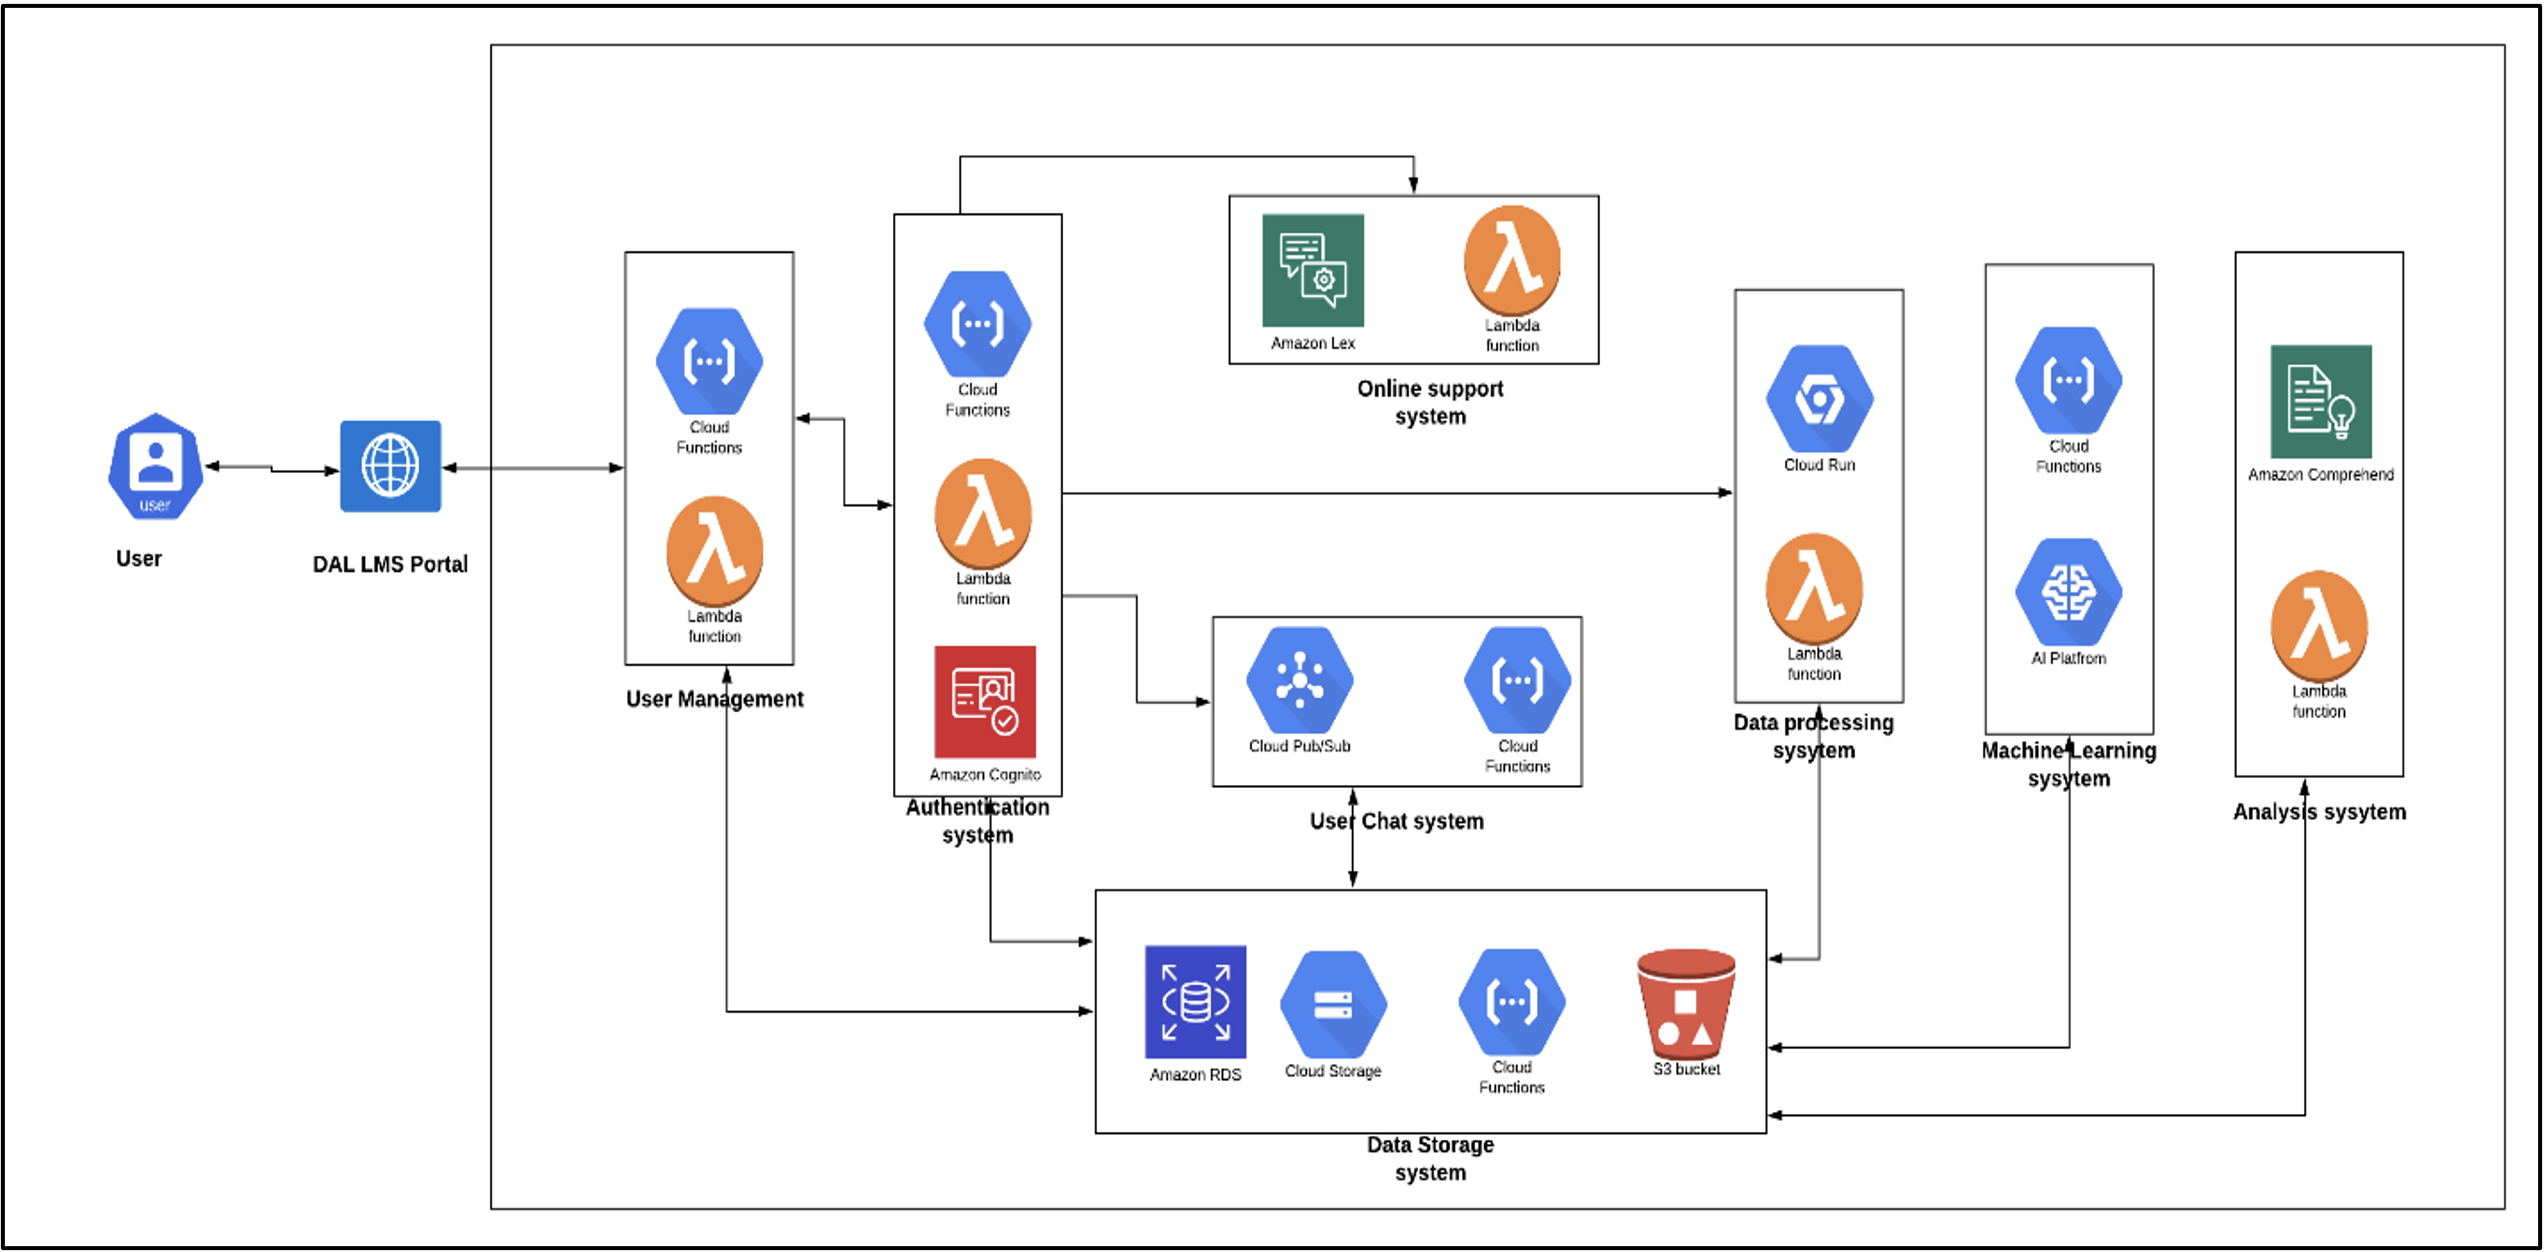 user
User
DAL LMS Portal
Cloud
Functions
Lambda
function
User Management
Cloud
Functions
Lambda
function
Amazon Cognito
Authentication
system
Amazon Lex
Lambda
function
Online support
system
Cloud Pub/Sub
Cloud
Functions
User Chat system
Cloud Run
Lambda
function
Data processing
sysytem
Cloud
Functions
AI Platfrom
Machine Learning
sysytem
Amazon Comprehend
Lambda
function
Analysis sysytem
Amazon RDS
Cloud Storage
Cloud
Functions
S3 bucket
Data Storage
system